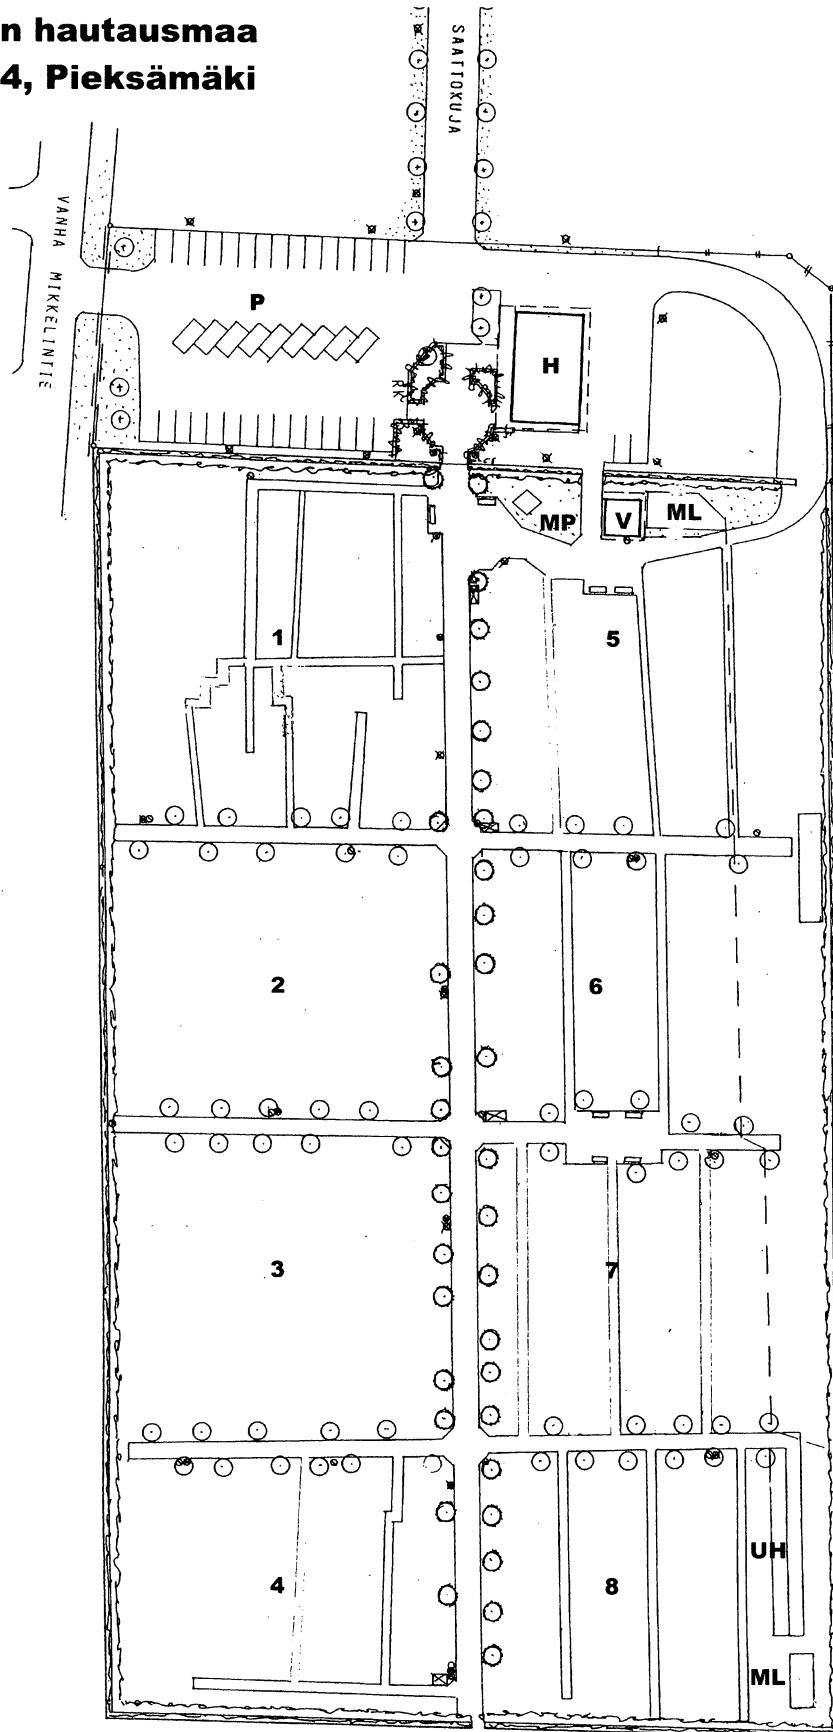 n hautausmaa
4, Pieksämäki
SAATTOKUJA
VANHA MIKKELINTIE
P
H
MP
V
ML
1
5
2
6
3
7
4
8
UH
ML